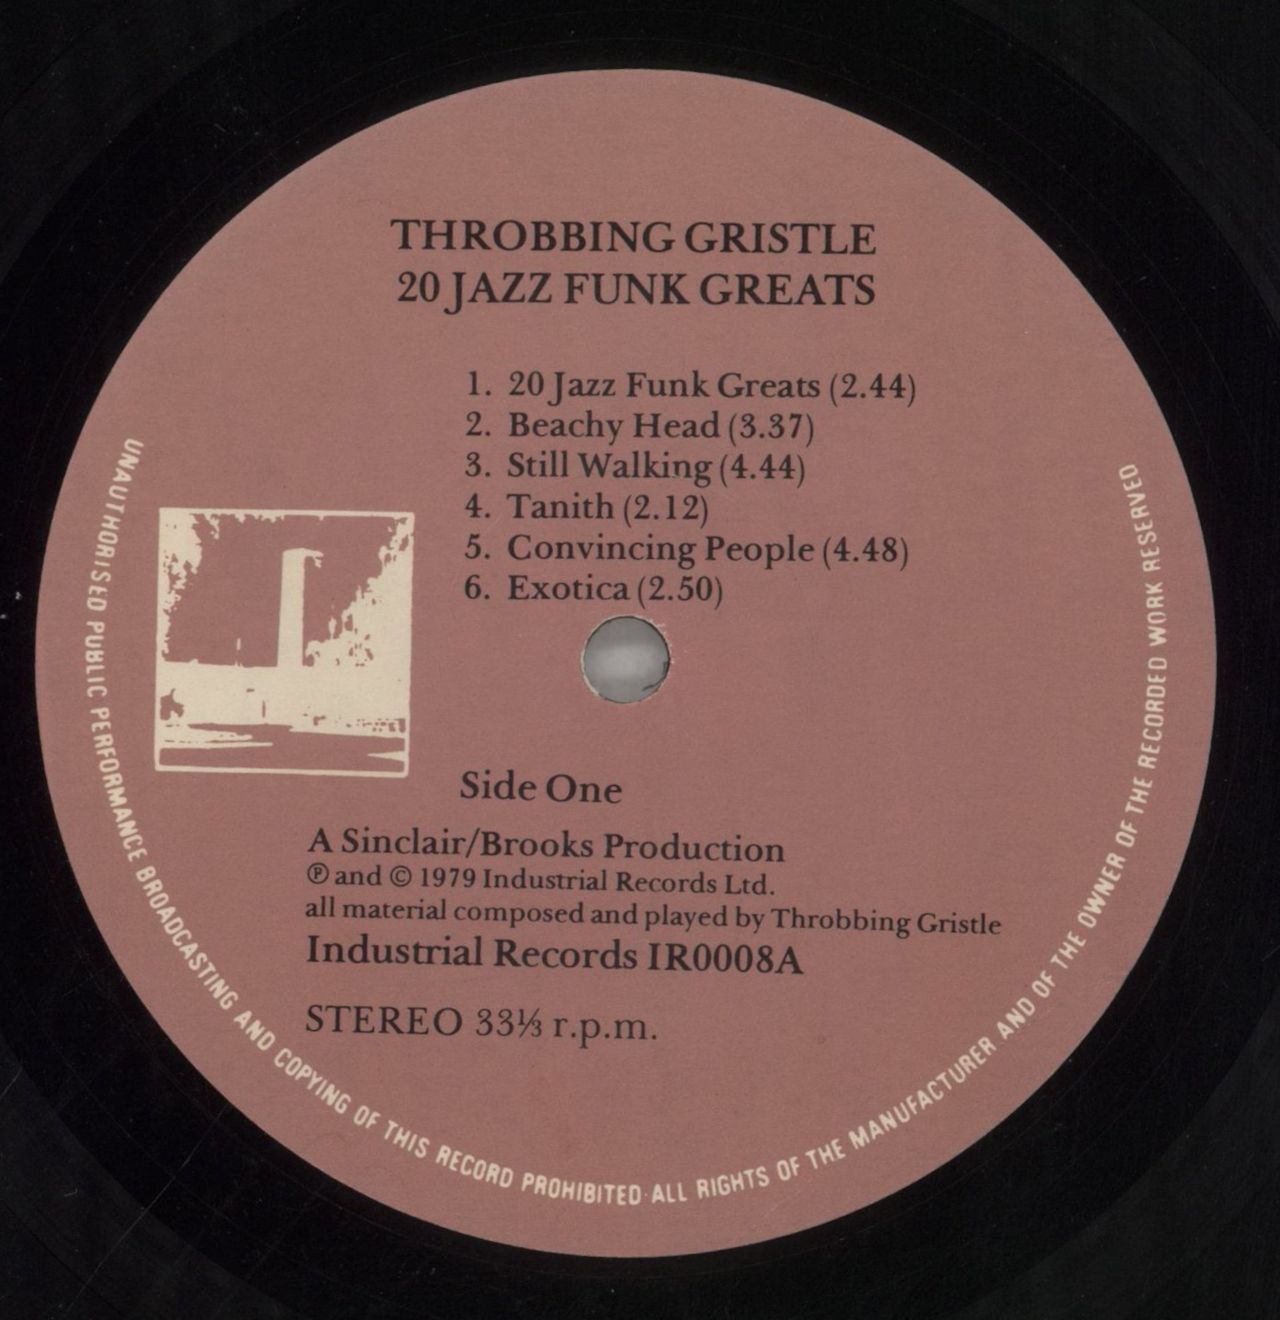 THROBBING GRISTLE
20 JAZZ FUNK GREATS
1. 20 Jazz Funk Greats (2.44)
2. Beachy Head (3.37)
3. Still Walking (4.44)
4. Tanith (2.12)
5. Convincing People (4.48)
6. Exotica (2.50)
Side One
A Sinclair/Brooks Production
℗ and © 1979 Industrial Records Ltd.
all material composed and played by Throbbing Gristle
Industrial Records IR0008A
STEREO 33⅓ r.p.m.
UNAUTHORISED PUBLIC PERFORMANCE BROADCASTING AND COPYING OF THIS RECORD PROHIBITED·ALL RIGHTS OF THE MANUFACTURER AND OF THE OWNER OF THE RECORDED WORK RESERVED